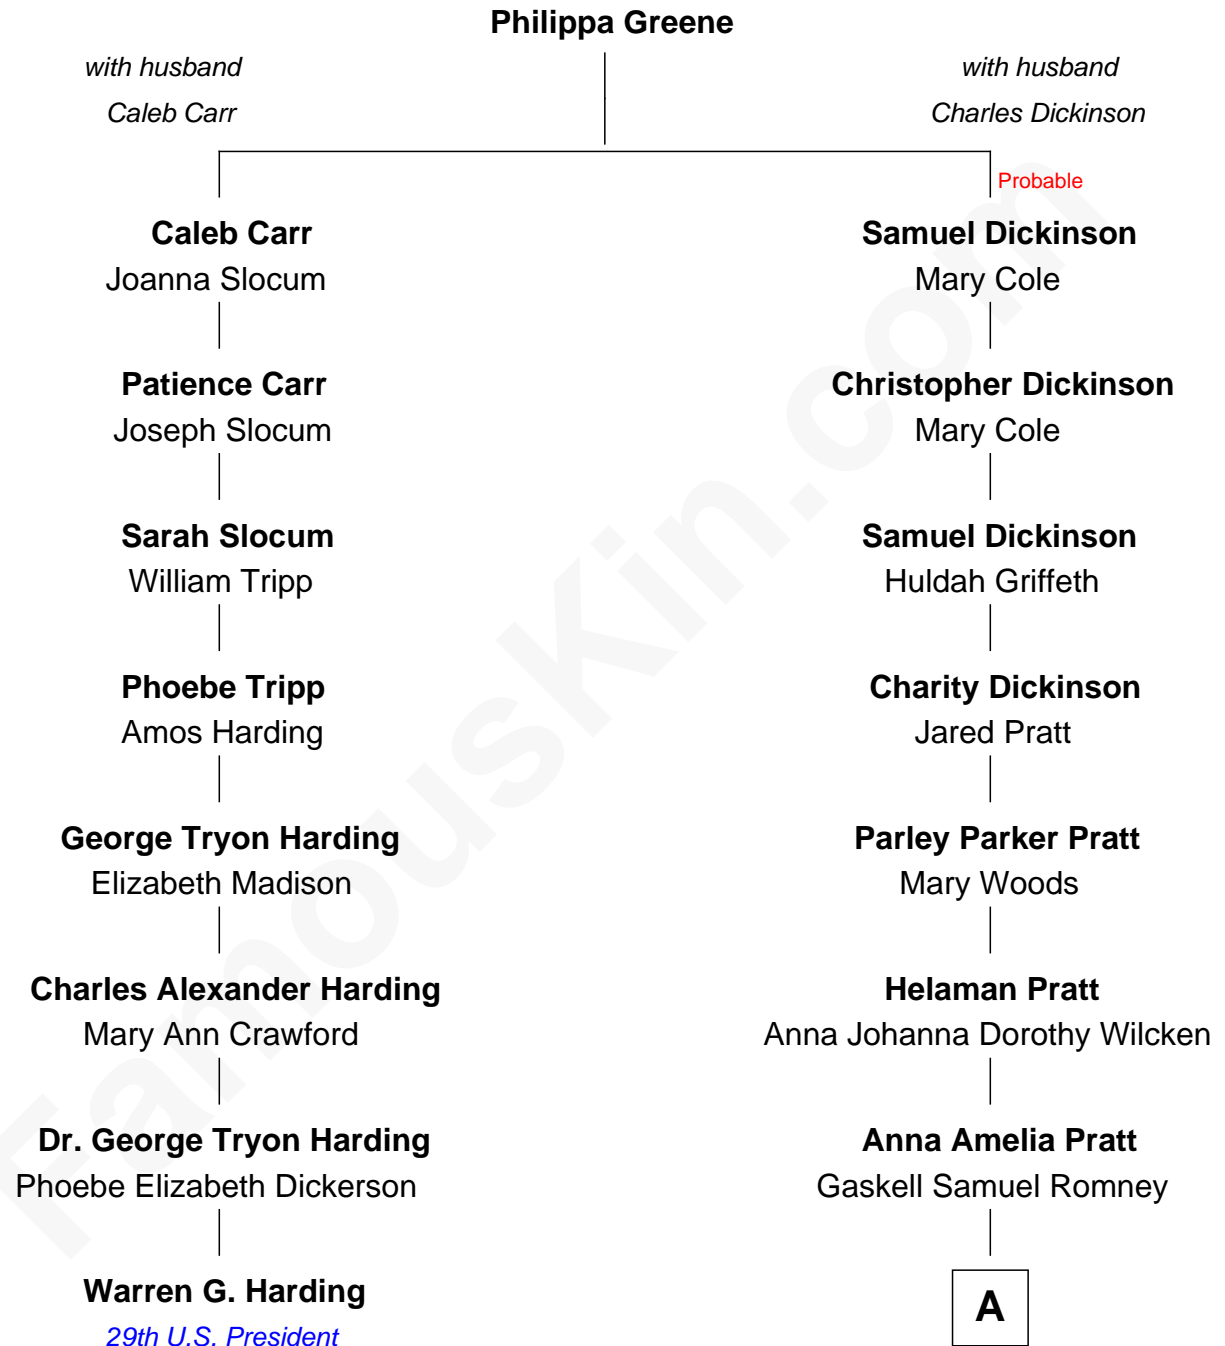 Philippa Greene
with husband
Caleb Carr
with husband
Charles Dickinson
Probable
Caleb Carr
Joanna Slocum
Samuel Dickinson
Mary Cole
Patience Carr
Joseph Slocum
Christopher Dickinson
Mary Cole
Sarah Slocum
William Tripp
Samuel Dickinson
Huldah Griffeth
Phoebe Tripp
Amos Harding
Charity Dickinson
Jared Pratt
George Tryon Harding
Elizabeth Madison
Parley Parker Pratt
Mary Woods
Charles Alexander Harding
Mary Ann Crawford
Helaman Pratt
Anna Johanna Dorothy Wilcken
Dr. George Tryon Harding
Phoebe Elizabeth Dickerson
Anna Amelia Pratt
Gaskell Samuel Romney
Warren G. Harding
29th U.S. President
A
FamousKin.com